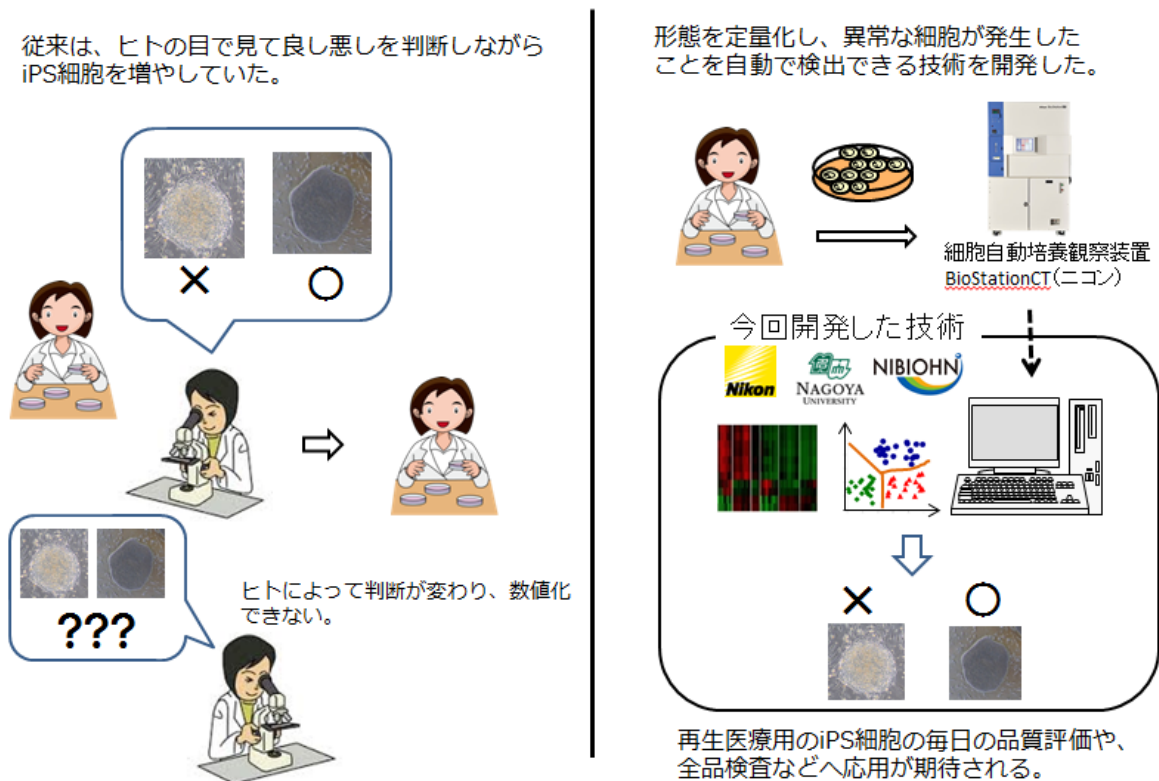 従来は、ヒトの目で見て良し悪しを判断しながら
iPS細胞を増やしていた。
× ○
???
ヒトによって判断が変わり、数値化
できない。
形態を定量化し、異常な細胞が発生した
ことを自動で検出できる技術を開発した。
細胞自動培養観察装置
BioStationCT(ニコン)
今回開発した技術
Nikon
NAGOYA
UNIVERSITY
NIBIOHN
× ○
再生医療用のiPS細胞の毎日の品質評価や、
全品検査などへ応用が期待される。